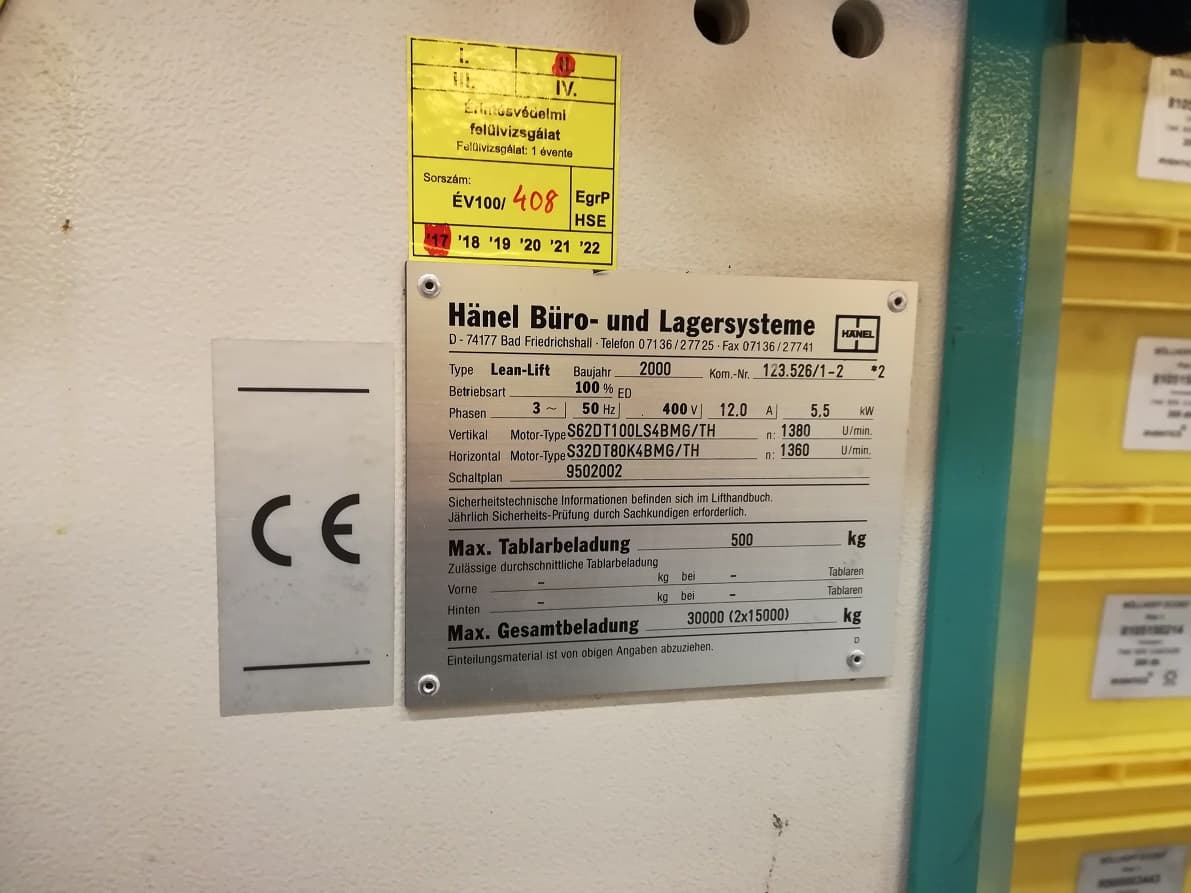 I. II.
III. IV.
Érintésvédelmi
felülvizsgálat
Felülvizsgálat: 1 évente
Sorszám:
ÉV100/ 408 EgrP
HSE
'17 '18 '19 '20 '21 '22
Hänel Büro- und Lagersysteme HÄNEL
D - 74177 Bad Friedrichshall · Telefon 07136/27725 · Fax 07136/27741
Type Lean-Lift Baujahr 2000 Kom.-Nr. 123.526/1-2 *2
Betriebsart 100 % ED
Phasen 3 ~ 50 Hz 400 V 12.0 A 5.5 kW
Vertikal Motor-Type S62DT100LS4BMG/TH n: 1380 U/min.
Horizontal Motor-Type S32DT80K4BMG/TH n: 1360 U/min.
Schaltplan 9502002
Sicherheitstechnische Informationen befinden sich im Lifthandbuch.
Jährlich Sicherheits-Prüfung durch Sachkundigen erforderlich.
Max. Tablarbeladung 500 kg
Zulässige durchschnittliche Tablarbeladung
Vorne - kg bei - Tablaren
Hinten - kg bei - Tablaren
Max. Gesamtbeladung 30000 (2x15000) kg
Einteilungsmaterial ist von obigen Angaben abzuziehen.
D
CE